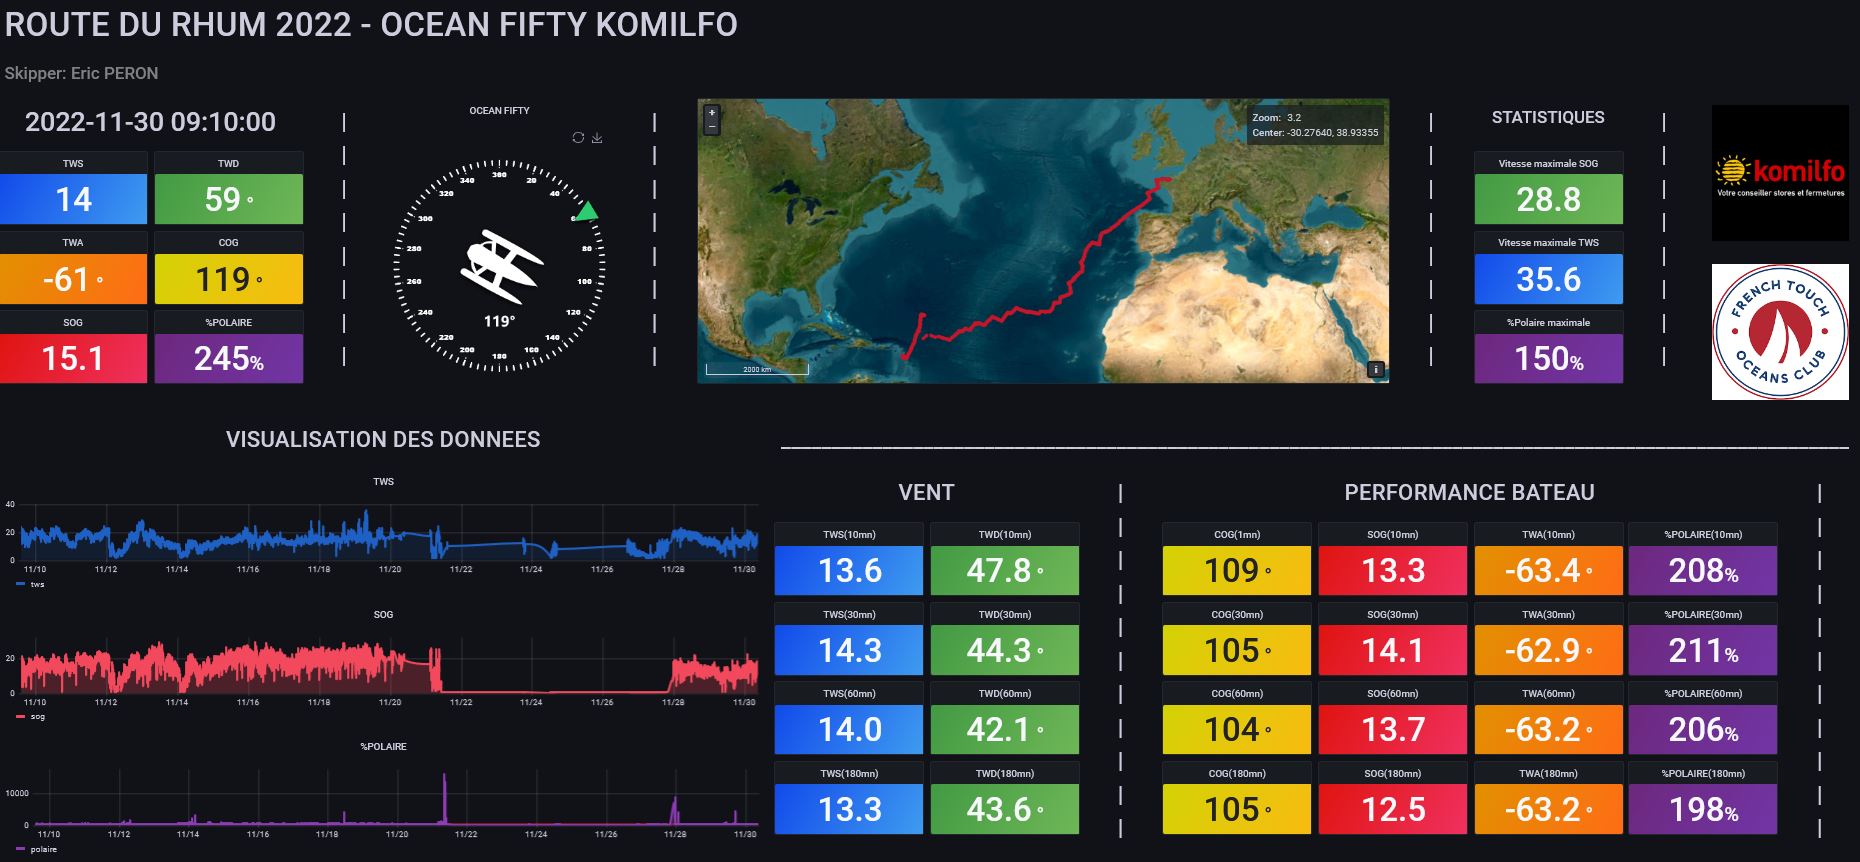 ROUTE DU RHUM 2022 - OCEAN FIFTY KOMILFO
Skipper: Eric PERON
2022-11-30 09:10:00
TWS
14
TWD
59 °
TWA
-61 °
COG
119 °
SOG
15.1
%POLAIRE
245%
OCEAN FIFTY
360
20
40
80
100
120
140
160
180
200
220
240
260
280
300
320
340
119°
+
−
Zoom: 3.2
Center: -30.27640, 38.93355
2000 km
i
STATISTIQUES
Vitesse maximale SOG
28.8
Vitesse maximale TWS
35.6
%Polaire maximale
150%
komilfo
Votre conseiller stores et fermetures
FRENCH TOUCH
OCEANS CLUB
VISUALISATION DES DONNEES
TWS
40
20
0
11/10 11/12 11/14 11/16 11/18 11/20 11/22 11/24 11/26 11/28 11/30
tws
SOG
20
0
11/10 11/12 11/14 11/16 11/18 11/20 11/22 11/24 11/26 11/28 11/30
sog
%POLAIRE
10000
0
11/10 11/12 11/14 11/16 11/18 11/20 11/22 11/24 11/26 11/28 11/30
polaire
VENT
TWS(10mn)
13.6
TWD(10mn)
47.8 °
TWS(30mn)
14.3
TWD(30mn)
44.3 °
TWS(60mn)
14.0
TWD(60mn)
42.1 °
TWS(180mn)
13.3
TWD(180mn)
43.6 °
PERFORMANCE BATEAU
COG(1mn)
109 °
SOG(10mn)
13.3
TWA(10mn)
-63.4 °
%POLAIRE(10mn)
208%
COG(30mn)
105 °
SOG(30mn)
14.1
TWA(30mn)
-62.9 °
%POLAIRE(30mn)
211%
COG(60mn)
104 °
SOG(60mn)
13.7
TWA(60mn)
-63.2 °
%POLAIRE(60mn)
206%
COG(180mn)
105 °
SOG(180mn)
12.5
TWA(180mn)
-63.2 °
%POLAIRE(180mn)
198%